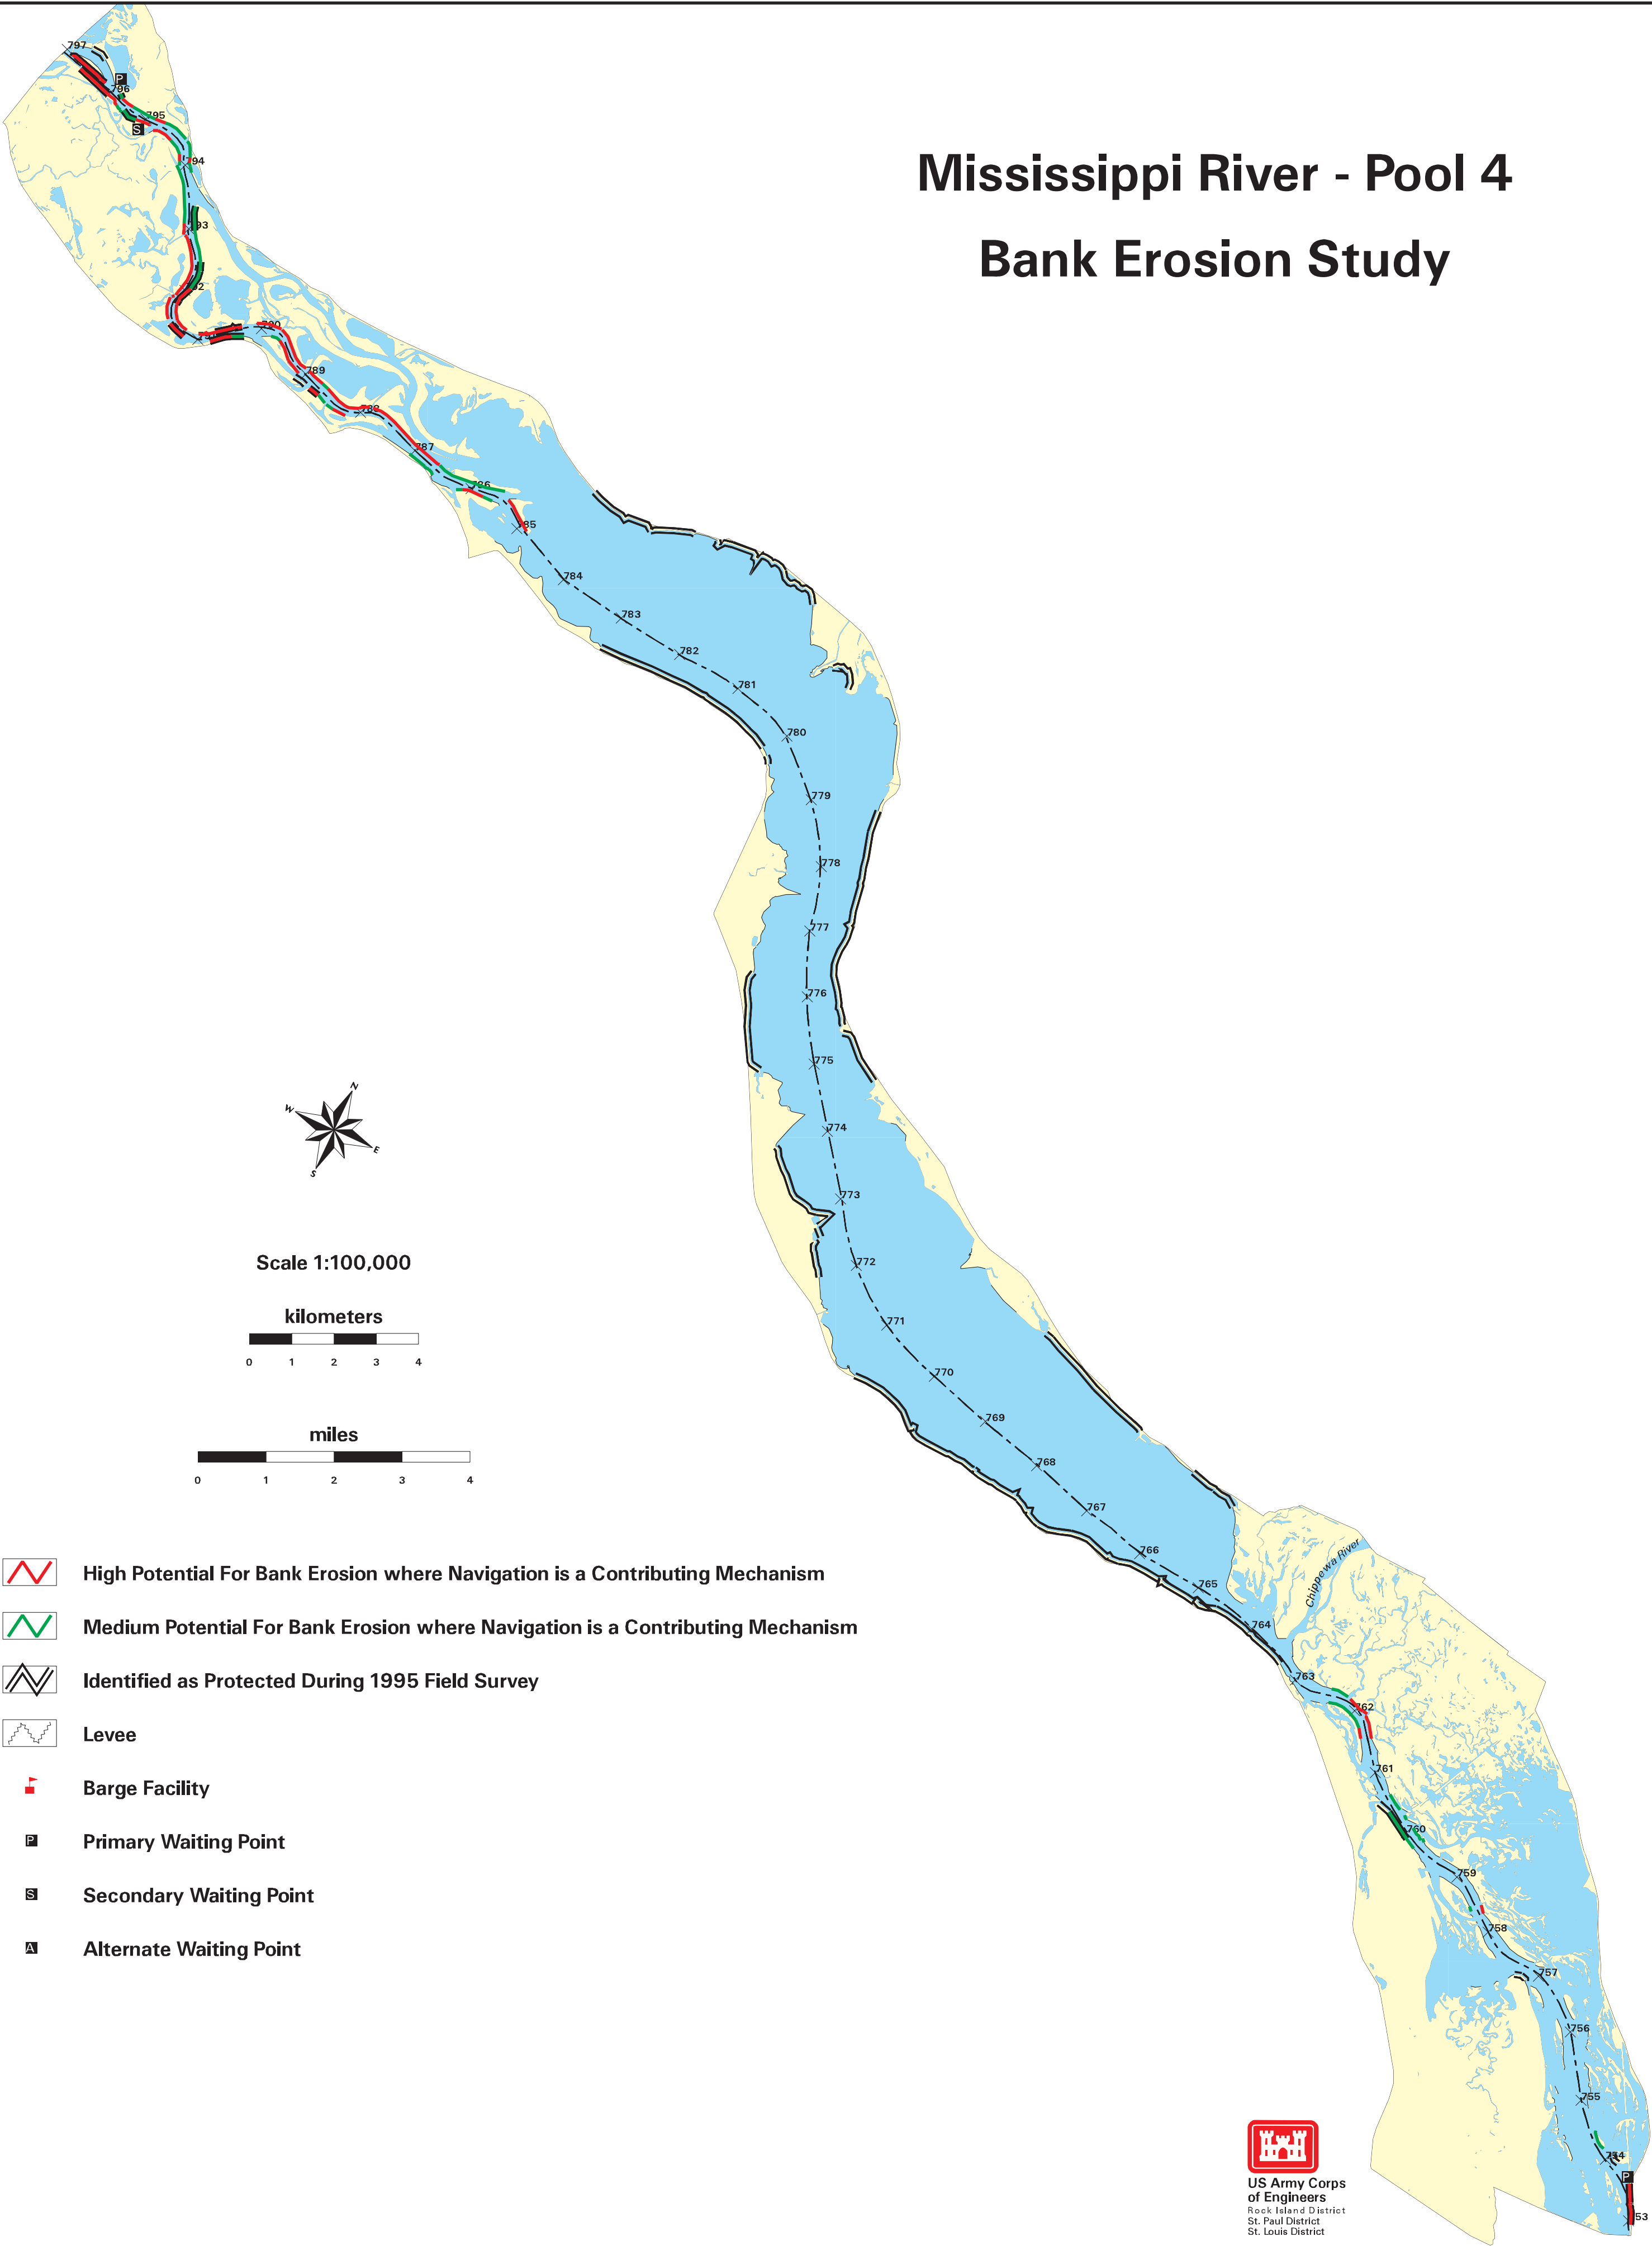 Mississippi River - Pool 4
Bank Erosion Study
797
P
796
795
S
794
93
92
789
788
787
786
785
784
783
782
781
780
779
778
777
776
775
774
773
772
771
770
769
768
767
766
765
764
763
Chippewa River
762
761
760
759
758
757
756
755
754
P
53
N
W
E
S
Scale 1:100,000
kilometers
0 1 2 3 4
miles
0 1 2 3 4
High Potential For Bank Erosion where Navigation is a Contributing Mechanism
Medium Potential For Bank Erosion where Navigation is a Contributing Mechanism
Identified as Protected During 1995 Field Survey
Levee
Barge Facility
P Primary Waiting Point
S Secondary Waiting Point
A Alternate Waiting Point
US Army Corps
of Engineers
Rock Island District
St. Paul District
St. Louis District